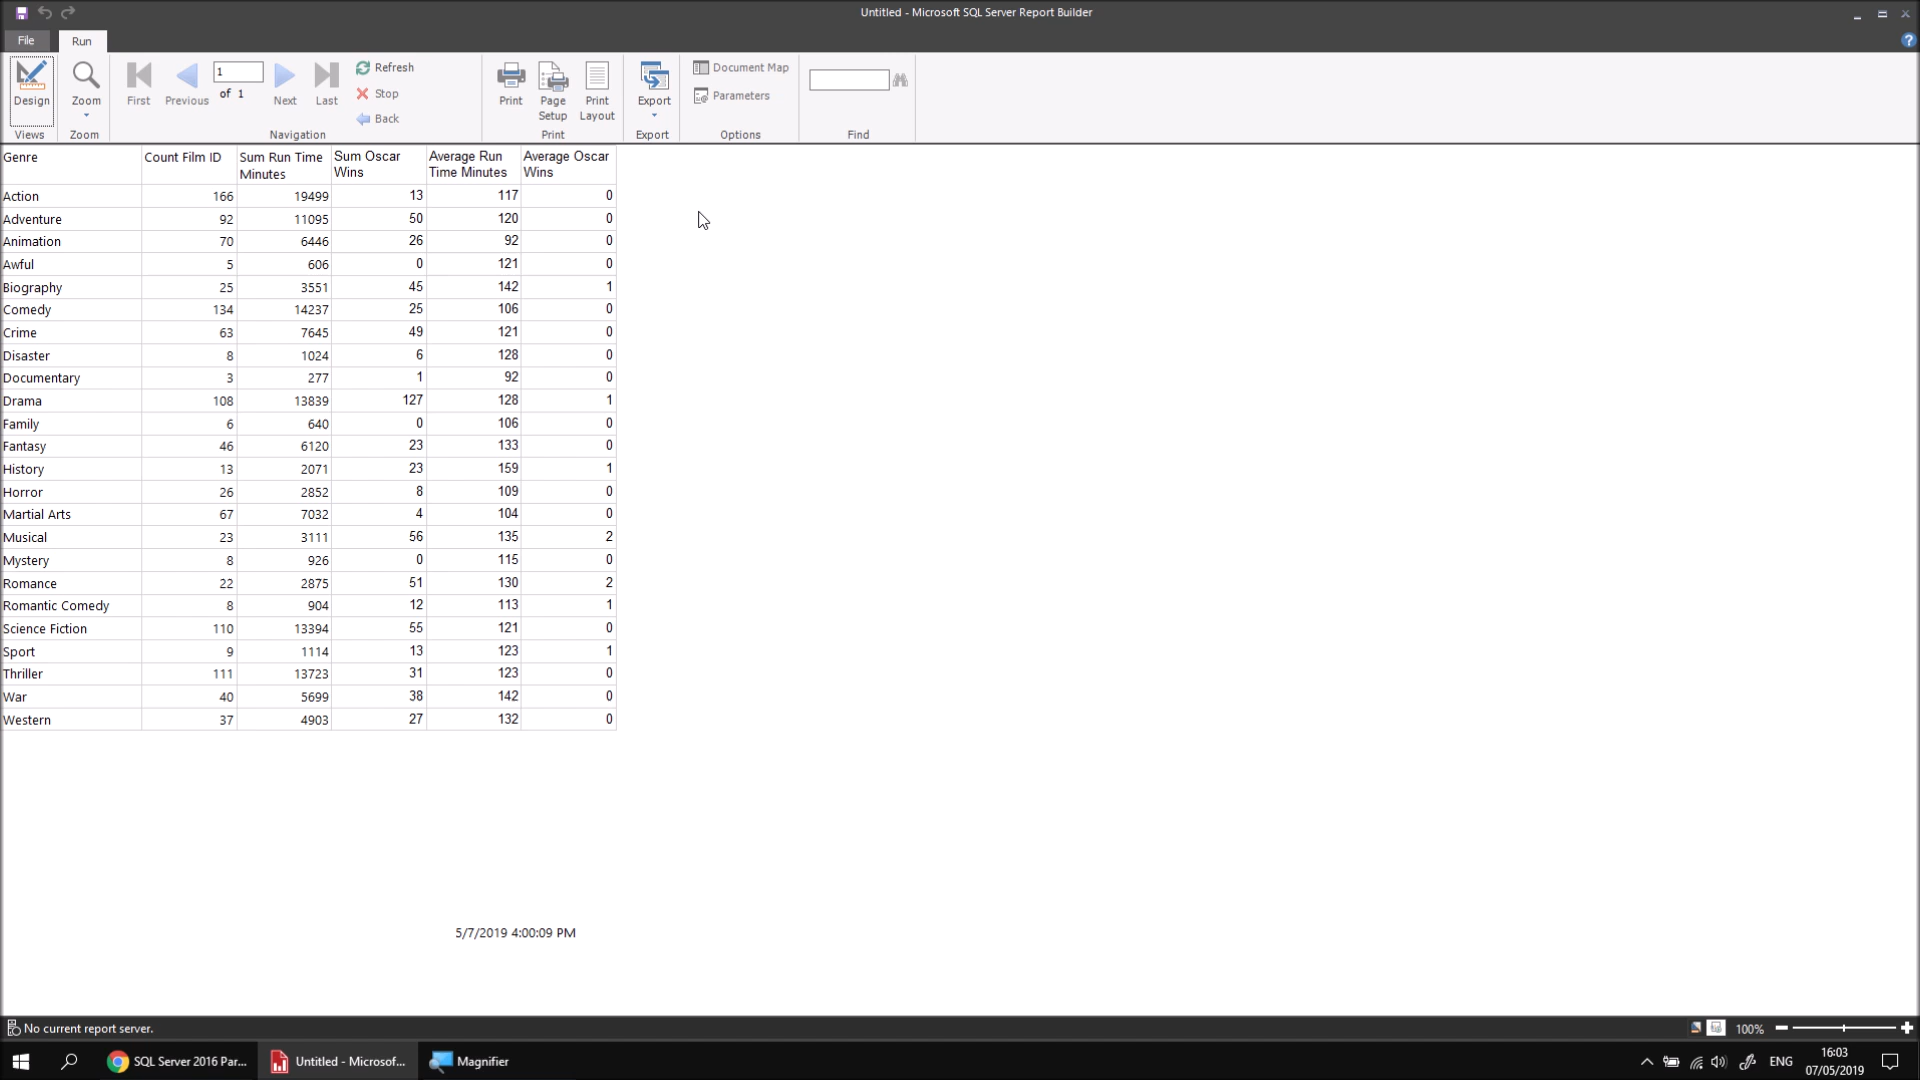 Untitled - Microsoft SQL Server Report Builder
File Run
Design
Views
Zoom
Zoom
First Previous 1 of 1 Next Last
Refresh
Stop
Back
Navigation
Print Page Setup Print Layout
Print
Export
Export
Document Map
Parameters
Options
Find
Genre Count Film ID Sum Run Time Minutes Sum Oscar Wins Average Run Time Minutes Average Oscar Wins
Action 166 19499 13 117 0
Adventure 92 11095 50 120 0
Animation 70 6446 26 92 0
Awful 5 606 0 121 0
Biography 25 3551 45 142 1
Comedy 134 14237 25 106 0
Crime 63 7645 49 121 0
Disaster 8 1024 6 128 0
Documentary 3 277 1 92 0
Drama 108 13839 127 128 1
Family 6 640 0 106 0
Fantasy 46 6120 23 133 0
History 13 2071 23 159 1
Horror 26 2852 8 109 0
Martial Arts 67 7032 4 104 0
Musical 23 3111 56 135 2
Mystery 8 926 0 115 0
Romance 22 2875 51 130 2
Romantic Comedy 8 904 12 113 1
Science Fiction 110 13394 55 121 0
Sport 9 1114 13 123 1
Thriller 111 13723 31 123 0
War 40 5699 38 142 0
Western 37 4903 27 132 0
5/7/2019 4:00:09 PM
No current report server. 100%
SQL Server 2016 Par... Untitled - Microsof... Magnifier ENG 16:03
07/05/2019